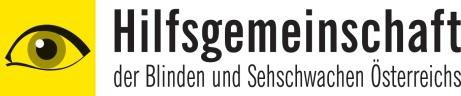 Hilfsgemeinschaft
der Blinden und Sehschwachen Österreichs